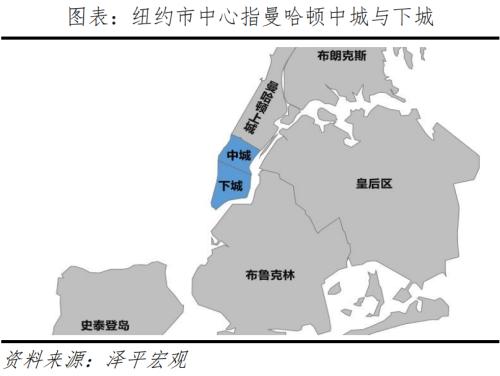 图表：纽约市中心指曼哈顿中城与下城
布朗克斯
曼哈顿上城
中城
下城
皇后区
布鲁克林
史泰登岛
资料来源：泽平宏观